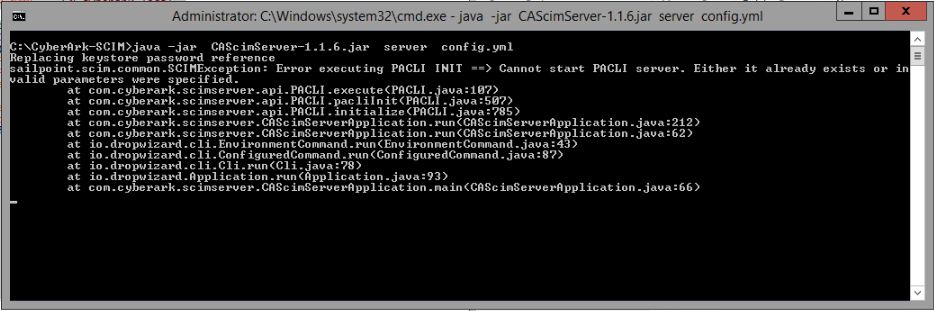 Administrator: C:\Windows\system32\cmd.exe - java -jar CAScimServer-1.1.6.jar server config.yml
C:\CyberArk-SCIM>java -jar CAScimServer-1.1.6.jar server config.yml
Replacing keystore password reference
sailpoint.scim.common.SCIMException: Error executing PACLI INIT ==> Cannot start PACLI server. Either it already exists or in
valid parameters were specified.
at com.cyberark.scimserver.api.PACLI.execute(PACLI.java:107)
at com.cyberark.scimserver.api.PACLI.pacliInit(PACLI.java:507)
at com.cyberark.scimserver.api.PACLI.initialize(PACLI.java:785)
at com.cyberark.scimserver.CAScimServerApplication.run(CAScimServerApplication.java:212)
at com.cyberark.scimserver.CAScimServerApplication.run(CAScimServerApplication.java:62)
at io.dropwizard.cli.EnvironmentCommand.run(EnvironmentCommand.java:43)
at io.dropwizard.cli.ConfiguredCommand.run(ConfiguredCommand.java:87)
at io.dropwizard.cli.Cli.run(Cli.java:78)
at io.dropwizard.Application.run(Application.java:93)
at com.cyberark.scimserver.CAScimServerApplication.main(CAScimServerApplication.java:66)